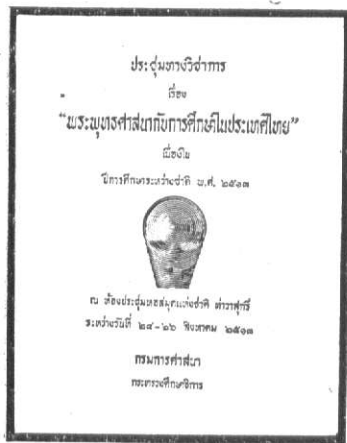 ประชุมทางวิชาการ
เรื่อง
“พระพุทธศาสนากับการศึกษาในประเทศไทย”
เนื่องใน
ปีการศึกษาระหว่างชาติ พ.ศ. ๒๕๑๓
ณ ห้องประชุมหอสมุดแห่งชาติ ท่าวาสุกรี
ระหว่างวันที่ ๒๔-๒๖ สิงหาคม ๒๕๑๓
กรมการศาสนา
กระทรวงศึกษาธิการ